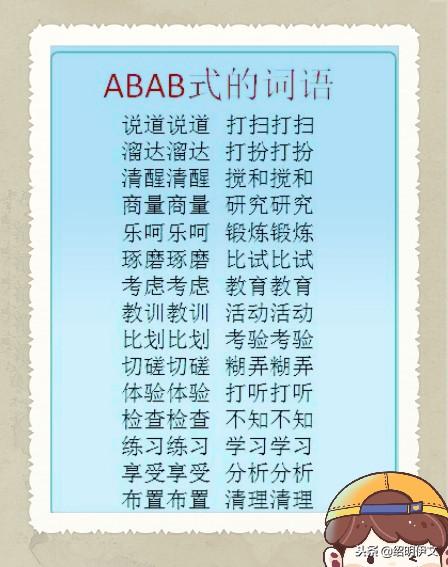 ABAB式的词语
说道说道 打扫打扫
溜达溜达 打扮打扮
清醒清醒 搅和搅和
商量商量 研究研究
乐呵乐呵 锻炼锻炼
琢磨琢磨 比试比试
考虑考虑 教育教育
教训教训 活动活动
比划比划 考验考验
切磋切磋 糊弄糊弄
体验体验 打听打听
检查检查 不知不知
练习练习 学习学习
享受享受 分析分析
布置布置 清理清理
头条@绍明伊文